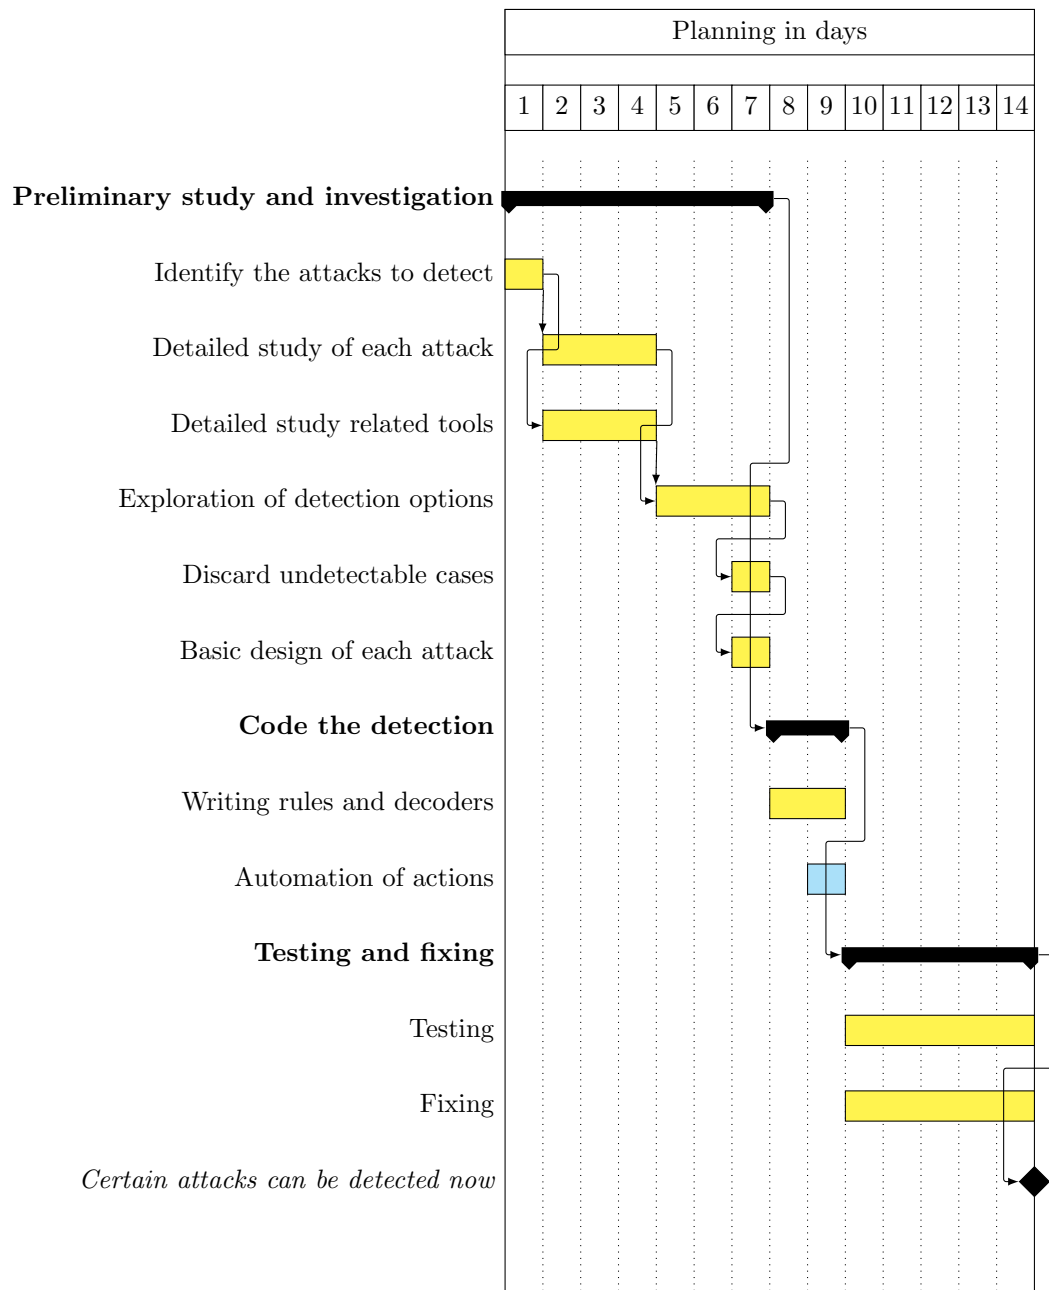 Planning in days
1 2 3 4 5 6 7 8 9 10 11 12 13 14
Preliminary study and investigation
Identify the attacks to detect
Detailed study of each attack
Detailed study related tools
Exploration of detection options
Discard undetectable cases
Basic design of each attack
Code the detection
Writing rules and decoders
Automation of actions
Testing and fixing
Testing
Fixing
Certain attacks can be detected now